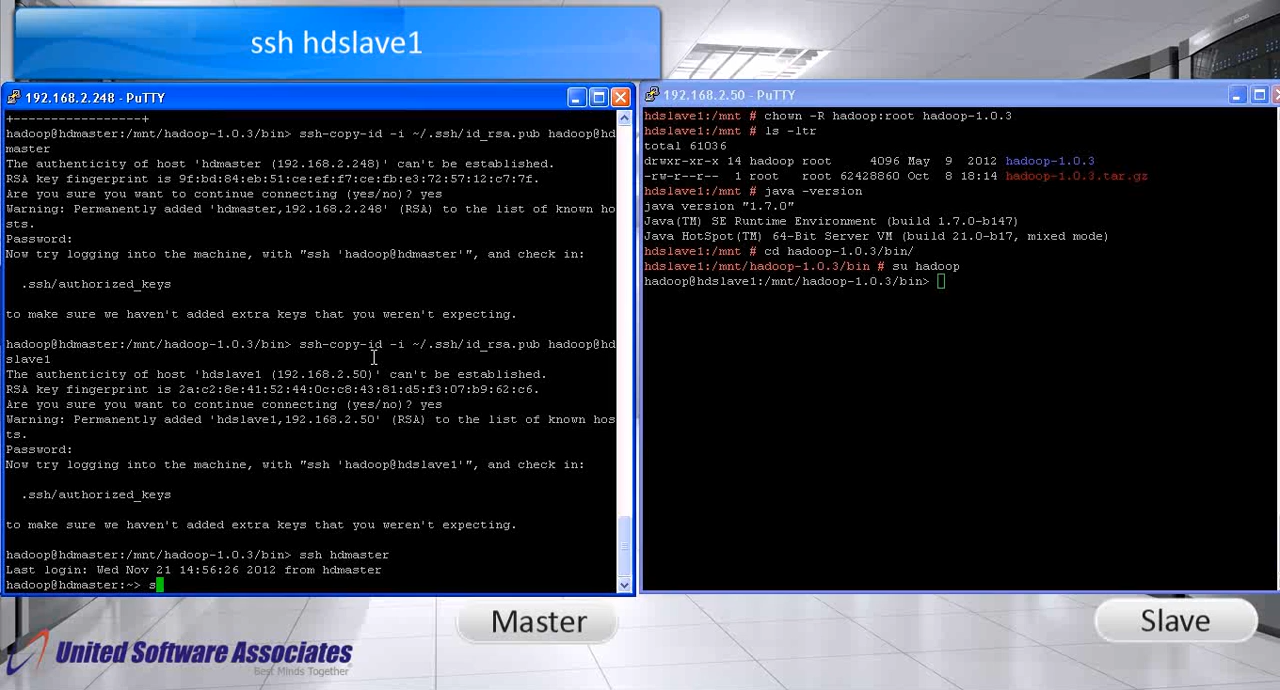 ssh hdslave1
192.168.2.248 - PuTTY
+-----------------+
hadoop@hdmaster:/mnt/hadoop-1.0.3/bin> ssh-copy-id -i ~/.ssh/id_rsa.pub hadoop@hd
master
The authenticity of host 'hdmaster (192.168.2.248)' can't be established.
RSA key fingerprint is 9f:bd:84:eb:51:ce:ef:f7:ce:fb:e3:72:57:12:c7:7f.
Are you sure you want to continue connecting (yes/no)? yes
Warning: Permanently added 'hdmaster,192.168.2.248' (RSA) to the list of known ho
sts.
Password:
Now try logging into the machine, with "ssh 'hadoop@hdmaster'", and check in:
.ssh/authorized_keys
to make sure we haven't added extra keys that you weren't expecting.
hadoop@hdmaster:/mnt/hadoop-1.0.3/bin> ssh-copy-id -i ~/.ssh/id_rsa.pub hadoop@hd
slave1
The authenticity of host 'hdslave1 (192.168.2.50)' can't be established.
RSA key fingerprint is 2a:c2:8e:41:52:44:0c:c8:43:81:d5:f3:07:b9:62:c6.
Are you sure you want to continue connecting (yes/no)? yes
Warning: Permanently added 'hdslave1,192.168.2.50' (RSA) to the list of known hos
ts.
Password:
Now try logging into the machine, with "ssh 'hadoop@hdslave1'", and check in:
.ssh/authorized_keys
to make sure we haven't added extra keys that you weren't expecting.
hadoop@hdmaster:/mnt/hadoop-1.0.3/bin> ssh hdmaster
Last login: Wed Nov 21 14:56:26 2012 from hdmaster
hadoop@hdmaster:~> s
192.168.2.50 - PuTTY
hdslave1:/mnt # chown -R hadoop:root hadoop-1.0.3
hdslave1:/mnt # ls -ltr
total 61036
drwxr-xr-x 14 hadoop root     4096 May  9  2012 hadoop-1.0.3
-rw-r--r--  1 root   root 62428860 Oct  8 18:14 hadoop-1.0.3.tar.gz
hdslave1:/mnt # java -version
java version "1.7.0"
Java(TM) SE Runtime Environment (build 1.7.0-b147)
Java HotSpot(TM) 64-Bit Server VM (build 21.0-b17, mixed mode)
hdslave1:/mnt # cd hadoop-1.0.3/bin/
hdslave1:/mnt/hadoop-1.0.3/bin # su hadoop
hadoop@hdslave1:/mnt/hadoop-1.0.3/bin>
Master
Slave
United Software Associates
Best Minds Together